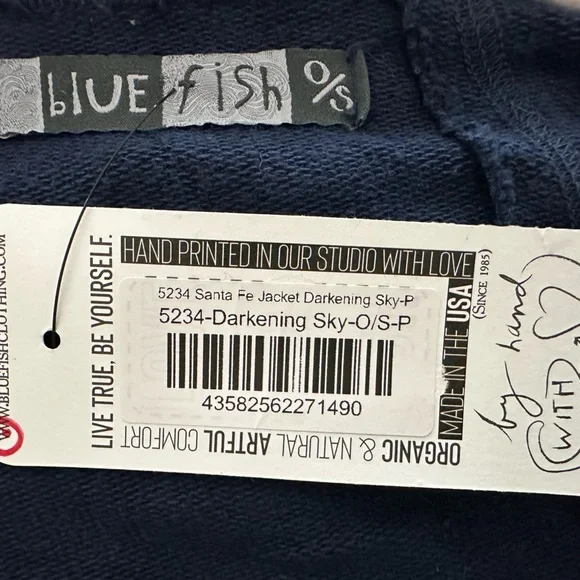 blUE fiSh O/S
HAND PRINTED IN OUR STUDIO WITH LOVE
WWW.BLUEFISHCLOTHING.COM
LIVE TRUE, BE YOURSELF.
5234 Santa Fe Jacket Darkening Sky-P
5234-Darkening Sky-O/S-P
43582562271490
MADE IN THE USA
(SINCE 1985)
ORGANIC & NATURAL ARTFUL COMFORT
by hand
WITH